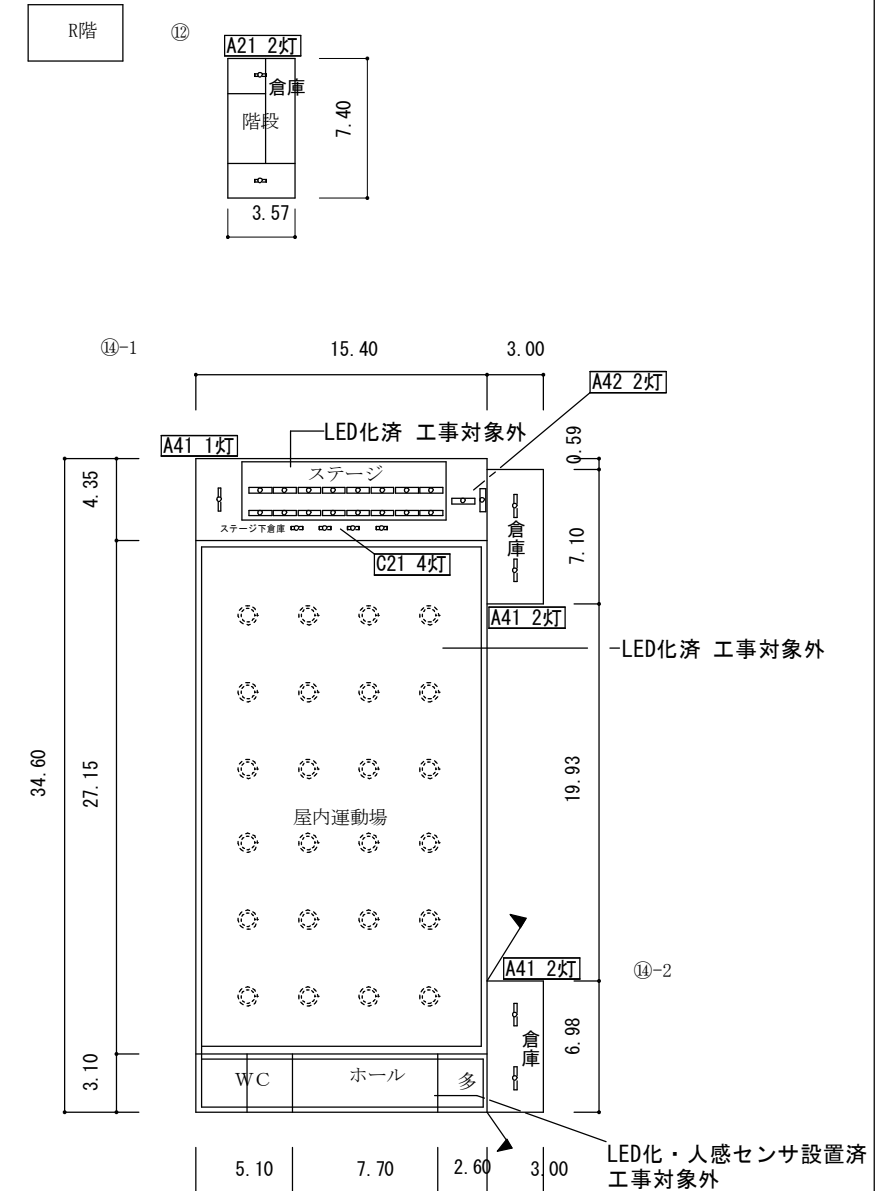 R階
⑫
A21 2灯
倉庫
階段
7.40
3.57
⑭-1
15.40
3.00
A42 2灯
LED化済 工事対象外
A41 1灯
0.59
4.35
ステージ
ステージ下倉庫
倉庫
7.10
C21 4灯
A41 2灯
LED化済 工事対象外
34.60
27.15
19.93
屋内運動場
A41 2灯
⑭-2
倉庫
6.98
3.10
WC
ホール
多
LED化・人感センサ設置済
工事対象外
5.10
7.70
2.60
3.00